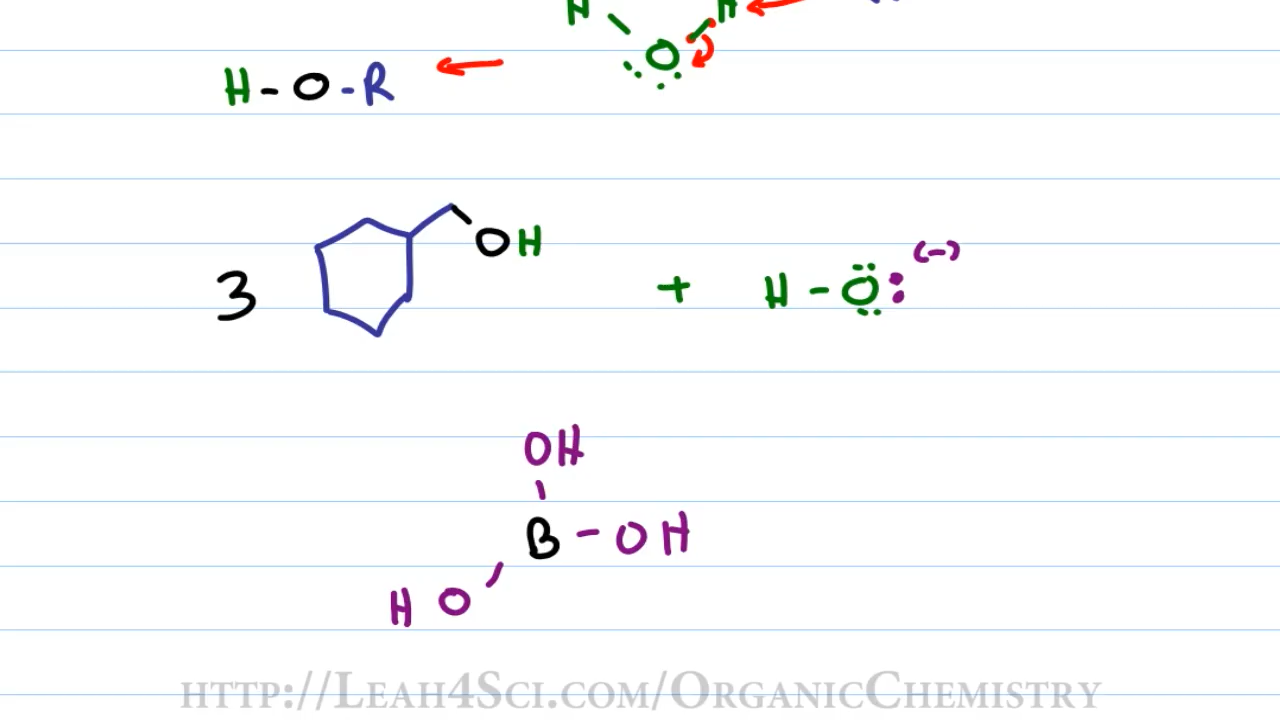 H H
O
H - O - R
3 OH + H - O (-)
OH
B - OH
HO
HTTP://LEAH4SCI.COM/ORGANICCHEMISTRY